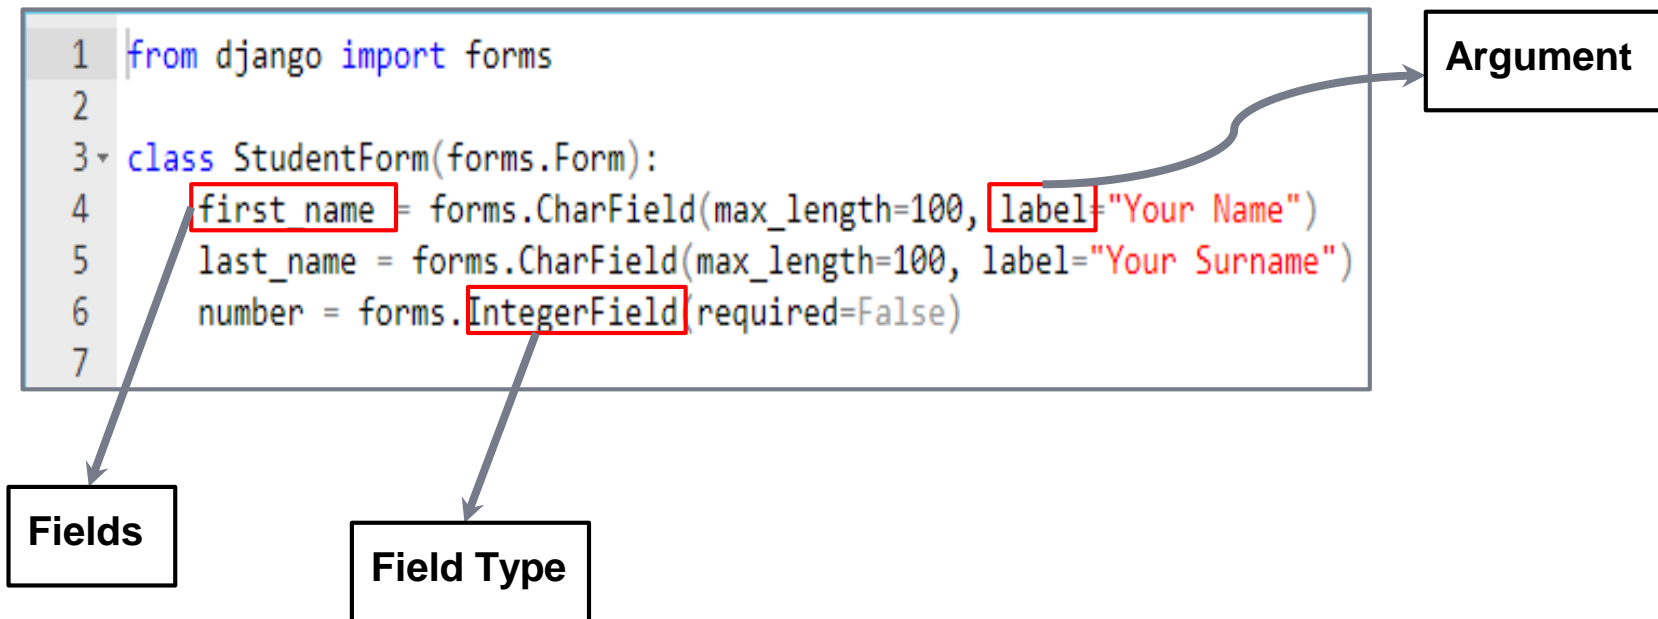 1 from django import forms
2
3 class StudentForm(forms.Form):
4 first_name = forms.CharField(max_length=100, label="Your Name")
5 last_name = forms.CharField(max_length=100, label="Your Surname")
6 number = forms.IntegerField(required=False)
7
Argument
Fields
Field Type